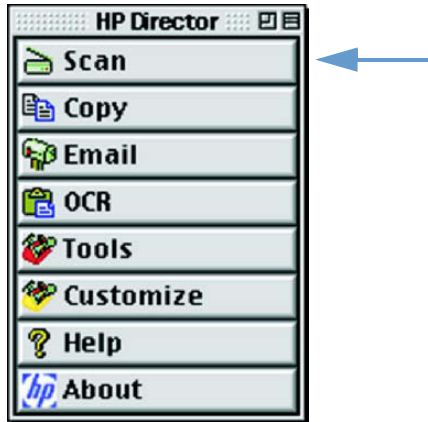 HP Director
Scan
Copy
Email
OCR
Tools
Customize
Help
hp About